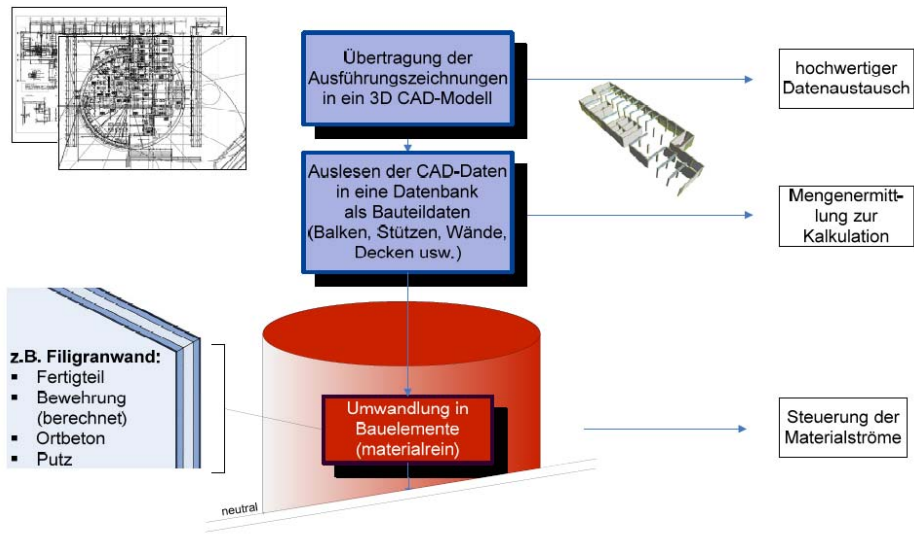 Übertragung der
Ausführungszeichnungen
in ein 3D CAD-Modell
hochwertiger
Datenaustausch
Auslesen der CAD-Daten
in eine Datenbank
als Bauteildaten
(Balken, Stützen, Wände,
Decken usw.)
Mengenermitt-
lung zur
Kalkulation
z.B. Filigranwand:
▪ Fertigteil
▪ Bewehrung
(berechnet)
▪ Ortbeton
▪ Putz
Umwandlung in
Bauelemente
(materialrein)
Steuerung der
Materialströme
neutral